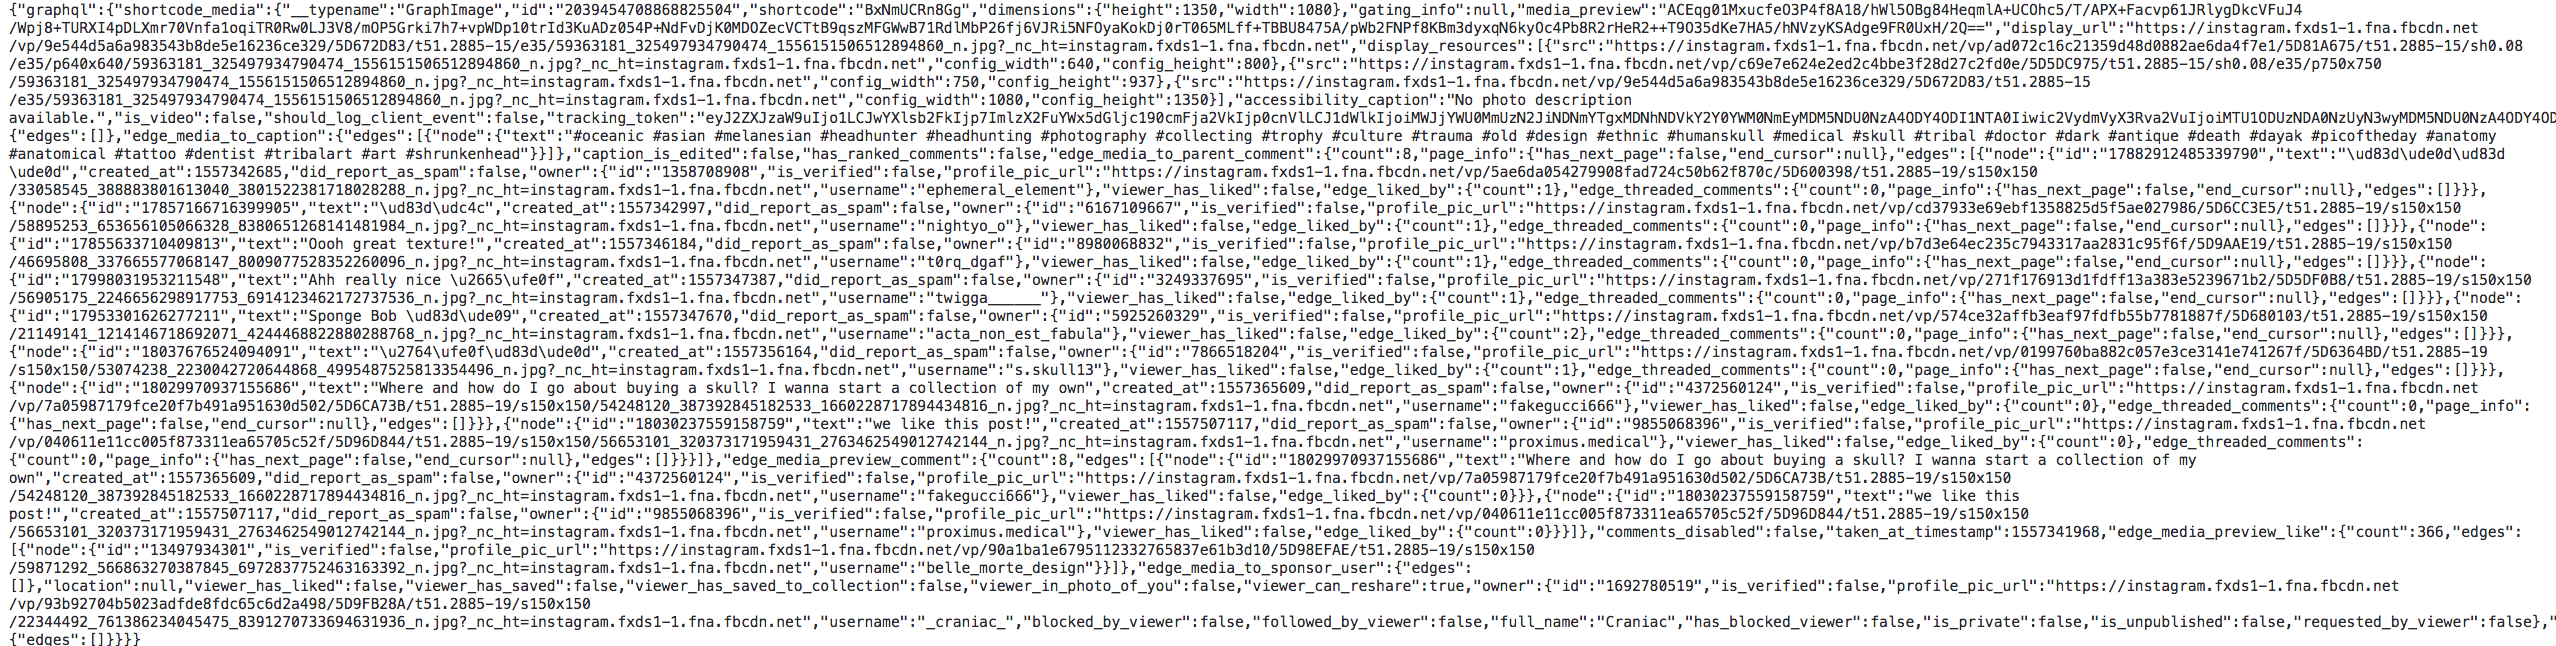 {"graphql":{"shortcode_media":{"__typename":"GraphImage","id":"2039454708868825504","shortcode":"BxNmUCRn8Gg","dimensions":{"height":1350,"width":1080},"gating_info":null,"media_preview":"ACEqg01MxucfeO3P4f8A18/hWl5OBg84HeqmlA+UCOhc5/T/APX+Facvp61JRlygDkcVFuJ4
/Wpj8+TURXI4pDLXmr70Vnfa1oqiTR0Rw0LJ3V8/mOP5Grki7h7+vpWDp10trId3KuADz054P+NdFvDjK0MDOZecVCTtB9qszMFGWwB71RdlMbP26fj6VJRi5NFOyaKokDj0rT065MLff+TBBU8475A/pWb2FNPf8KBm3dyxqN6kyOc4Pb8R2rHeR2++T9O35dKe7HA5/hNVzyKSAdge9FR0UxH/2Q==","display_url":"https://instagram.fxds1-1.fna.fbcdn.net
/vp/9e544d5a6a983543b8de5e16236ce329/5D672D83/t51.2885-15/e35/59363181_325497934790474_1556151506512894860_n.jpg?_nc_ht=instagram.fxds1-1.fna.fbcdn.net","display_resources":[{"src":"https://instagram.fxds1-1.fna.fbcdn.net/vp/ad072c16c21359d48d0882ae6da4f7e1/5D81A675/t51.2885-15/sh0.08
/e35/p640x640/59363181_325497934790474_1556151506512894860_n.jpg?_nc_ht=instagram.fxds1-1.fna.fbcdn.net","config_width":640,"config_height":800},{"src":"https://instagram.fxds1-1.fna.fbcdn.net/vp/c69e7e624e2ed2c4bbe3f28d27c2fd0e/5D5DC975/t51.2885-15/sh0.08/e35/p750x750
/59363181_325497934790474_1556151506512894860_n.jpg?_nc_ht=instagram.fxds1-1.fna.fbcdn.net","config_width":750,"config_height":937},{"src":"https://instagram.fxds1-1.fna.fbcdn.net/vp/9e544d5a6a983543b8de5e16236ce329/5D672D83/t51.2885-15
/e35/59363181_325497934790474_1556151506512894860_n.jpg?_nc_ht=instagram.fxds1-1.fna.fbcdn.net","config_width":1080,"config_height":1350}],"accessibility_caption":"No photo description
available.","is_video":false,"should_log_client_event":false,"tracking_token":"eyJ2ZXJzaW9uIjo1LCJwYXlsb2FkIjp7ImlzX2FuYWx5dGljc190cmFja2VkIjp0cnVlLCJ1dWlkIjoiMWJjYWU0MmUzN2JiNDNmYTgxMDNhNDVkY2Y0YWM0NmEyMDM5NDU0NzA4ODY4ODI1NTA0Iiwic2VydmVyX3Rva2VuIjoiMTU1ODUzNDA0NzUyN3wyMDM5NDU0NzA4ODY4OD
{"edges":[]},"edge_media_to_caption":{"edges":[{"node":{"text":"#oceanic #asian #melanesian #headhunter #headhunting #photography #collecting #trophy #culture #trauma #old #design #ethnic #humanskull #medical #skull #tribal #doctor #dark #antique #death #dayak #picoftheday #anatomy
#anatomical #tattoo #dentist #tribalart #art #shrunkenhead"}}]},"caption_is_edited":false,"has_ranked_comments":false,"edge_media_to_parent_comment":{"count":8,"page_info":{"has_next_page":false,"end_cursor":null},"edges":[{"node":{"id":"17882912485339790","text":"\ud83d\ude0d\ud83d
\ude0d","created_at":1557342685,"did_report_as_spam":false,"owner":{"id":"1358708908","is_verified":false,"profile_pic_url":"https://instagram.fxds1-1.fna.fbcdn.net/vp/5ae6da054279908fad724c50b62f870c/5D600398/t51.2885-19/s150x150
/33058545_388883801613040_3801522381718028288_n.jpg?_nc_ht=instagram.fxds1-1.fna.fbcdn.net","username":"ephemeral_element"},"viewer_has_liked":false,"edge_liked_by":{"count":1},"edge_threaded_comments":{"count":0,"page_info":{"has_next_page":false,"end_cursor":null},"edges":[]}}},
{"node":{"id":"17857166716399905","text":"\ud83d\udc4c","created_at":1557342997,"did_report_as_spam":false,"owner":{"id":"6167109667","is_verified":false,"profile_pic_url":"https://instagram.fxds1-1.fna.fbcdn.net/vp/cd37933e69ebf1358825d5f5ae027986/5D6CC3E5/t51.2885-19/s150x150
/58895253_653656105066328_8380651268141481984_n.jpg?_nc_ht=instagram.fxds1-1.fna.fbcdn.net","username":"nightyo_o"},"viewer_has_liked":false,"edge_liked_by":{"count":1},"edge_threaded_comments":{"count":0,"page_info":{"has_next_page":false,"end_cursor":null},"edges":[]}}},{"node":
{"id":"17855633710409813","text":"Oooh great texture!","created_at":1557346184,"did_report_as_spam":false,"owner":{"id":"8980068832","is_verified":false,"profile_pic_url":"https://instagram.fxds1-1.fna.fbcdn.net/vp/b7d3e64ec235c7943317aa2831c95f6f/5D9AAE19/t51.2885-19/s150x150
/46695808_337665577068147_8009077528352260096_n.jpg?_nc_ht=instagram.fxds1-1.fna.fbcdn.net","username":"t0rq_dgaf"},"viewer_has_liked":false,"edge_liked_by":{"count":1},"edge_threaded_comments":{"count":0,"page_info":{"has_next_page":false,"end_cursor":null},"edges":[]}}},{"node":
{"id":"17998031953211548","text":"Ahh really nice \u2665\ufe0f","created_at":1557347387,"did_report_as_spam":false,"owner":{"id":"3249337695","is_verified":false,"profile_pic_url":"https://instagram.fxds1-1.fna.fbcdn.net/vp/271f176913d1fdff13a383e5239671b2/5D5DF0B8/t51.2885-19/s150x150
/56905175_2246656298917753_6914123462172737536_n.jpg?_nc_ht=instagram.fxds1-1.fna.fbcdn.net","username":"twigga______"},"viewer_has_liked":false,"edge_liked_by":{"count":1},"edge_threaded_comments":{"count":0,"page_info":{"has_next_page":false,"end_cursor":null},"edges":[]}}},{"node":
{"id":"17953301626277211","text":"Sponge Bob \ud83d\ude09","created_at":1557347670,"did_report_as_spam":false,"owner":{"id":"5925260329","is_verified":false,"profile_pic_url":"https://instagram.fxds1-1.fna.fbcdn.net/vp/574ce32affb3eaf97fdfb55b7781887f/5D680103/t51.2885-19/s150x150
/21149141_1214146718692071_4244468822880288768_n.jpg?_nc_ht=instagram.fxds1-1.fna.fbcdn.net","username":"acta_non_est_fabula"},"viewer_has_liked":false,"edge_liked_by":{"count":2},"edge_threaded_comments":{"count":0,"page_info":{"has_next_page":false,"end_cursor":null},"edges":[]}}},
{"node":{"id":"18037676524094091","text":"\u2764\ufe0f\ud83d\ude0d","created_at":1557356164,"did_report_as_spam":false,"owner":{"id":"7866518204","is_verified":false,"profile_pic_url":"https://instagram.fxds1-1.fna.fbcdn.net/vp/0199760ba882c057e3ce3141e741267f/5D6364BD/t51.2885-19
/s150x150/53074238_2230042720644868_4995487525813354496_n.jpg?_nc_ht=instagram.fxds1-1.fna.fbcdn.net","username":"s.skull13"},"viewer_has_liked":false,"edge_liked_by":{"count":1},"edge_threaded_comments":{"count":0,"page_info":{"has_next_page":false,"end_cursor":null},"edges":[]}}},
{"node":{"id":"18029970937155686","text":"Where and how do I go about buying a skull? I wanna start a collection of my own","created_at":1557365609,"did_report_as_spam":false,"owner":{"id":"4372560124","is_verified":false,"profile_pic_url":"https://instagram.fxds1-1.fna.fbcdn.net
/vp/7a05987179fce20f7b491a951630d502/5D6CA73B/t51.2885-19/s150x150/54248120_387392845182533_1660228717894434816_n.jpg?_nc_ht=instagram.fxds1-1.fna.fbcdn.net","username":"fakegucci666"},"viewer_has_liked":false,"edge_liked_by":{"count":0},"edge_threaded_comments":{"count":0,"page_info":
{"has_next_page":false,"end_cursor":null},"edges":[]}}},{"node":{"id":"18030237559158759","text":"we like this post!","created_at":1557507117,"did_report_as_spam":false,"owner":{"id":"9855068396","is_verified":false,"profile_pic_url":"https://instagram.fxds1-1.fna.fbcdn.net
/vp/040611e11cc005f873311ea65705c52f/5D96D844/t51.2885-19/s150x150/56653101_320373171959431_2763462549012742144_n.jpg?_nc_ht=instagram.fxds1-1.fna.fbcdn.net","username":"proximus.medical"},"viewer_has_liked":false,"edge_liked_by":{"count":0},"edge_threaded_comments":
{"count":0,"page_info":{"has_next_page":false,"end_cursor":null},"edges":[]}}}]},"edge_media_preview_comment":{"count":8,"edges":[{"node":{"id":"18029970937155686","text":"Where and how do I go about buying a skull? I wanna start a collection of my
own","created_at":1557365609,"did_report_as_spam":false,"owner":{"id":"4372560124","is_verified":false,"profile_pic_url":"https://instagram.fxds1-1.fna.fbcdn.net/vp/7a05987179fce20f7b491a951630d502/5D6CA73B/t51.2885-19/s150x150
/54248120_387392845182533_1660228717894434816_n.jpg?_nc_ht=instagram.fxds1-1.fna.fbcdn.net","username":"fakegucci666"},"viewer_has_liked":false,"edge_liked_by":{"count":0}}},{"node":{"id":"18030237559158759","text":"we like this
post!","created_at":1557507117,"did_report_as_spam":false,"owner":{"id":"9855068396","is_verified":false,"profile_pic_url":"https://instagram.fxds1-1.fna.fbcdn.net/vp/040611e11cc005f873311ea65705c52f/5D96D844/t51.2885-19/s150x150
/56653101_320373171959431_2763462549012742144_n.jpg?_nc_ht=instagram.fxds1-1.fna.fbcdn.net","username":"proximus.medical"},"viewer_has_liked":false,"edge_liked_by":{"count":0}}}]},"comments_disabled":false,"taken_at_timestamp":1557341968,"edge_media_preview_like":{"count":366,"edges":
[{"node":{"id":"13497934301","is_verified":false,"profile_pic_url":"https://instagram.fxds1-1.fna.fbcdn.net/vp/90a1ba1e6795112332765837e61b3d10/5D98EFAE/t51.2885-19/s150x150
/59871292_566863270387845_6972837752463163392_n.jpg?_nc_ht=instagram.fxds1-1.fna.fbcdn.net","username":"belle_morte_design"}}]},"edge_media_to_sponsor_user":{"edges":
[]},"location":null,"viewer_has_liked":false,"viewer_has_saved":false,"viewer_has_saved_to_collection":false,"viewer_in_photo_of_you":false,"viewer_can_reshare":true,"owner":{"id":"1692780519","is_verified":false,"profile_pic_url":"https://instagram.fxds1-1.fna.fbcdn.net
/vp/93b92704b5023adfde8fdc65c6d2a498/5D9FB28A/t51.2885-19/s150x150
/22344492_761386234045475_8391270733694631936_n.jpg?_nc_ht=instagram.fxds1-1.fna.fbcdn.net","username":"_craniac_","blocked_by_viewer":false,"followed_by_viewer":false,"full_name":"Craniac","has_blocked_viewer":false,"is_private":false,"is_unpublished":false,"requested_by_viewer":false},"
{"edges":[]}}}}